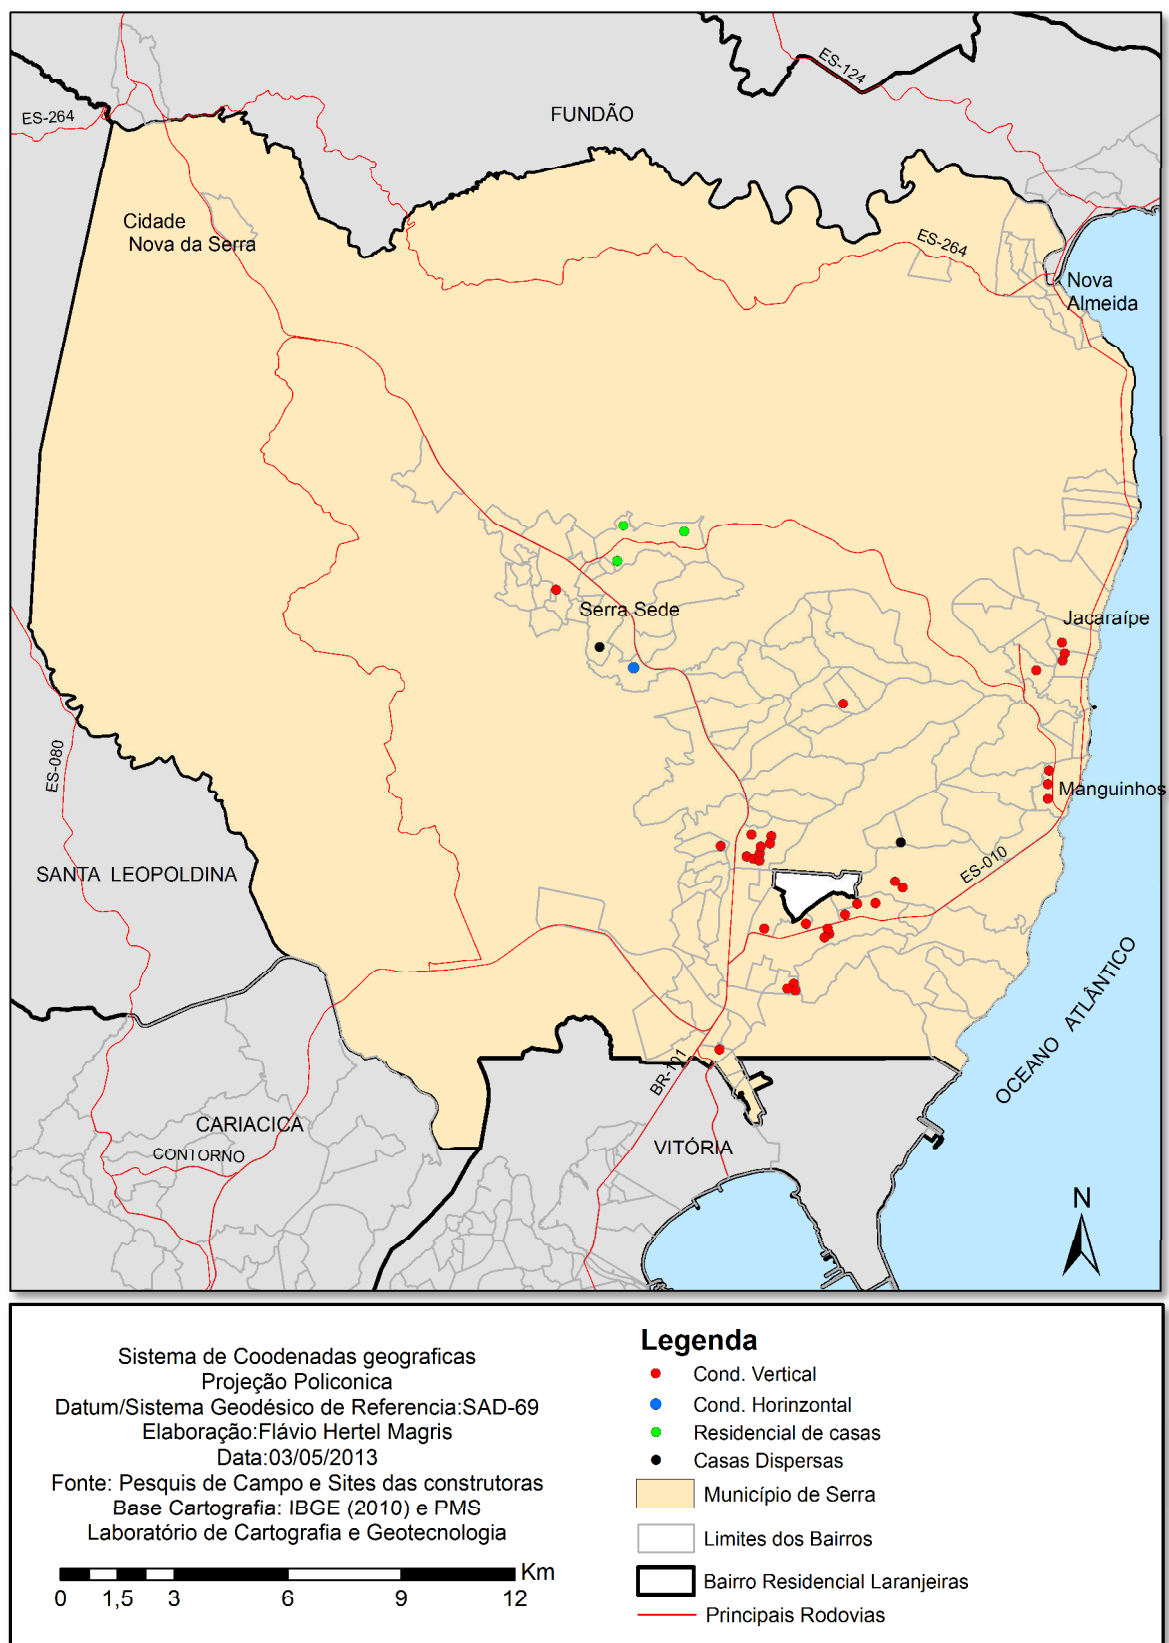 ES-124
ES-264
FUNDÃO
Cidade
Nova da Serra
ES-264
Nova
Almeida
Serra Sede
Jacaraípe
ES-080
Manguinhos
ES-010
SANTA LEOPOLDINA
OCEANO ATLÂNTICO
BR-101
CARIACICA
VITÓRIA
CONTORNO
N
Sistema de Coodenadas geograficas
Projeção Policonica
Datum/Sistema Geodésico de Referencia:SAD-69
Elaboração:Flávio Hertel Magris
Data:03/05/2013
Fonte: Pesquis de Campo e Sites das construtoras
Base Cartografia: IBGE (2010) e PMS
Laboratório de Cartografia e Geotecnologia
Km
0 1,5 3 6 9 12
Legenda
Cond. Vertical
Cond. Horinzontal
Residencial de casas
Casas Dispersas
Município de Serra
Limites dos Bairros
Bairro Residencial Laranjeiras
Principais Rodovias